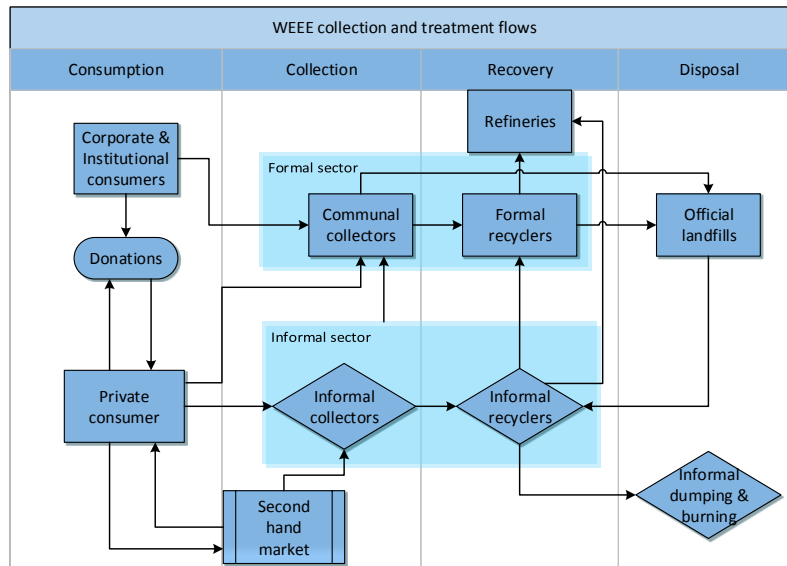 WEEE collection and treatment flows
Consumption
Collection
Recovery
Disposal
Refineries
Corporate &
Institutional
consumers
Formal sector
Communal
collectors
Formal
recyclers
Official
landfills
Donations
Informal sector
Private
consumer
Informal
collectors
Informal
recyclers
Second
hand
market
Informal
dumping &
burning